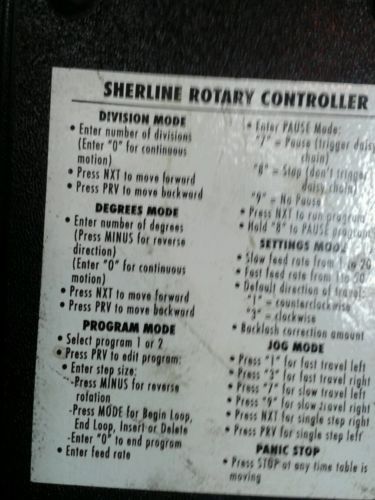 SHERLINE ROTARY CONTROLLER
DIVISION MODE
• Enter number of divisions
(Enter "0" for continuous
motion)
• Press NXT to move forward
• Press PRV to move backward
DEGREES MODE
• Enter number of degrees
(Press MINUS for reverse
direction)
(Enter "0" for continuous
motion)
• Press NXT to move forward
• Press PRV to move backward
PROGRAM MODE
• Select program 1 or 2
• Press PRV to edit program:
• Enter step size:
-Press MINUS for reverse
rotation
-Press MODE for Begin Loop,
End Loop, Insert or Delete
-Enter "0" to end program
• Enter feed rate
• Enter PAUSE Mode:
"7" = Pause (trigger daisy
chain)
"8" = Stop (don't trigger
daisy chain)
"9" = No Pause
• Press NXT to run program
• Hold "8" to PAUSE program
SETTINGS MODE
• Slow feed rate from 1 to 20
• Fast feed rate from 1 to 50
• Default direction of travel:
"1" = counterclockwise
"3" = clockwise
• Backlash correction amount
JOG MODE
• Press "1" for fast travel left
• Press "3" for fast travel right
• Press "7" for slow travel left
• Press "9" for slow travel right
• Press NXT for single step right
• Press PRV for single step left
PANIC STOP
• Press STOP at any time table is
moving